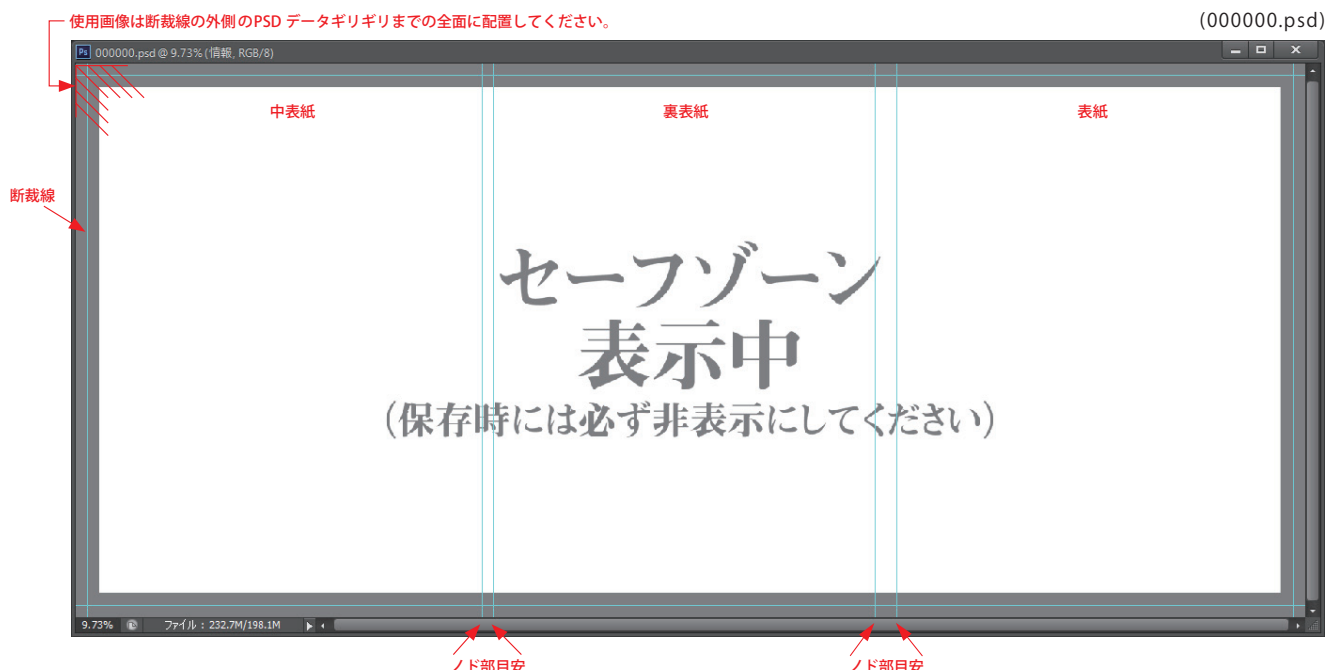 使用画像は断裁線の外側のPSD データギリギリまでの全面に配置してください。
(000000.psd)
Ps 000000.psd @ 9.73% (情報, RGB/8)
中表紙
裏表紙
表紙
断裁線
セーフゾーン
表示中
(保存時には必ず非表示にしてください)
9.73%
ファイル : 232.7M/198.1M
ノド部目安
ノド部目安